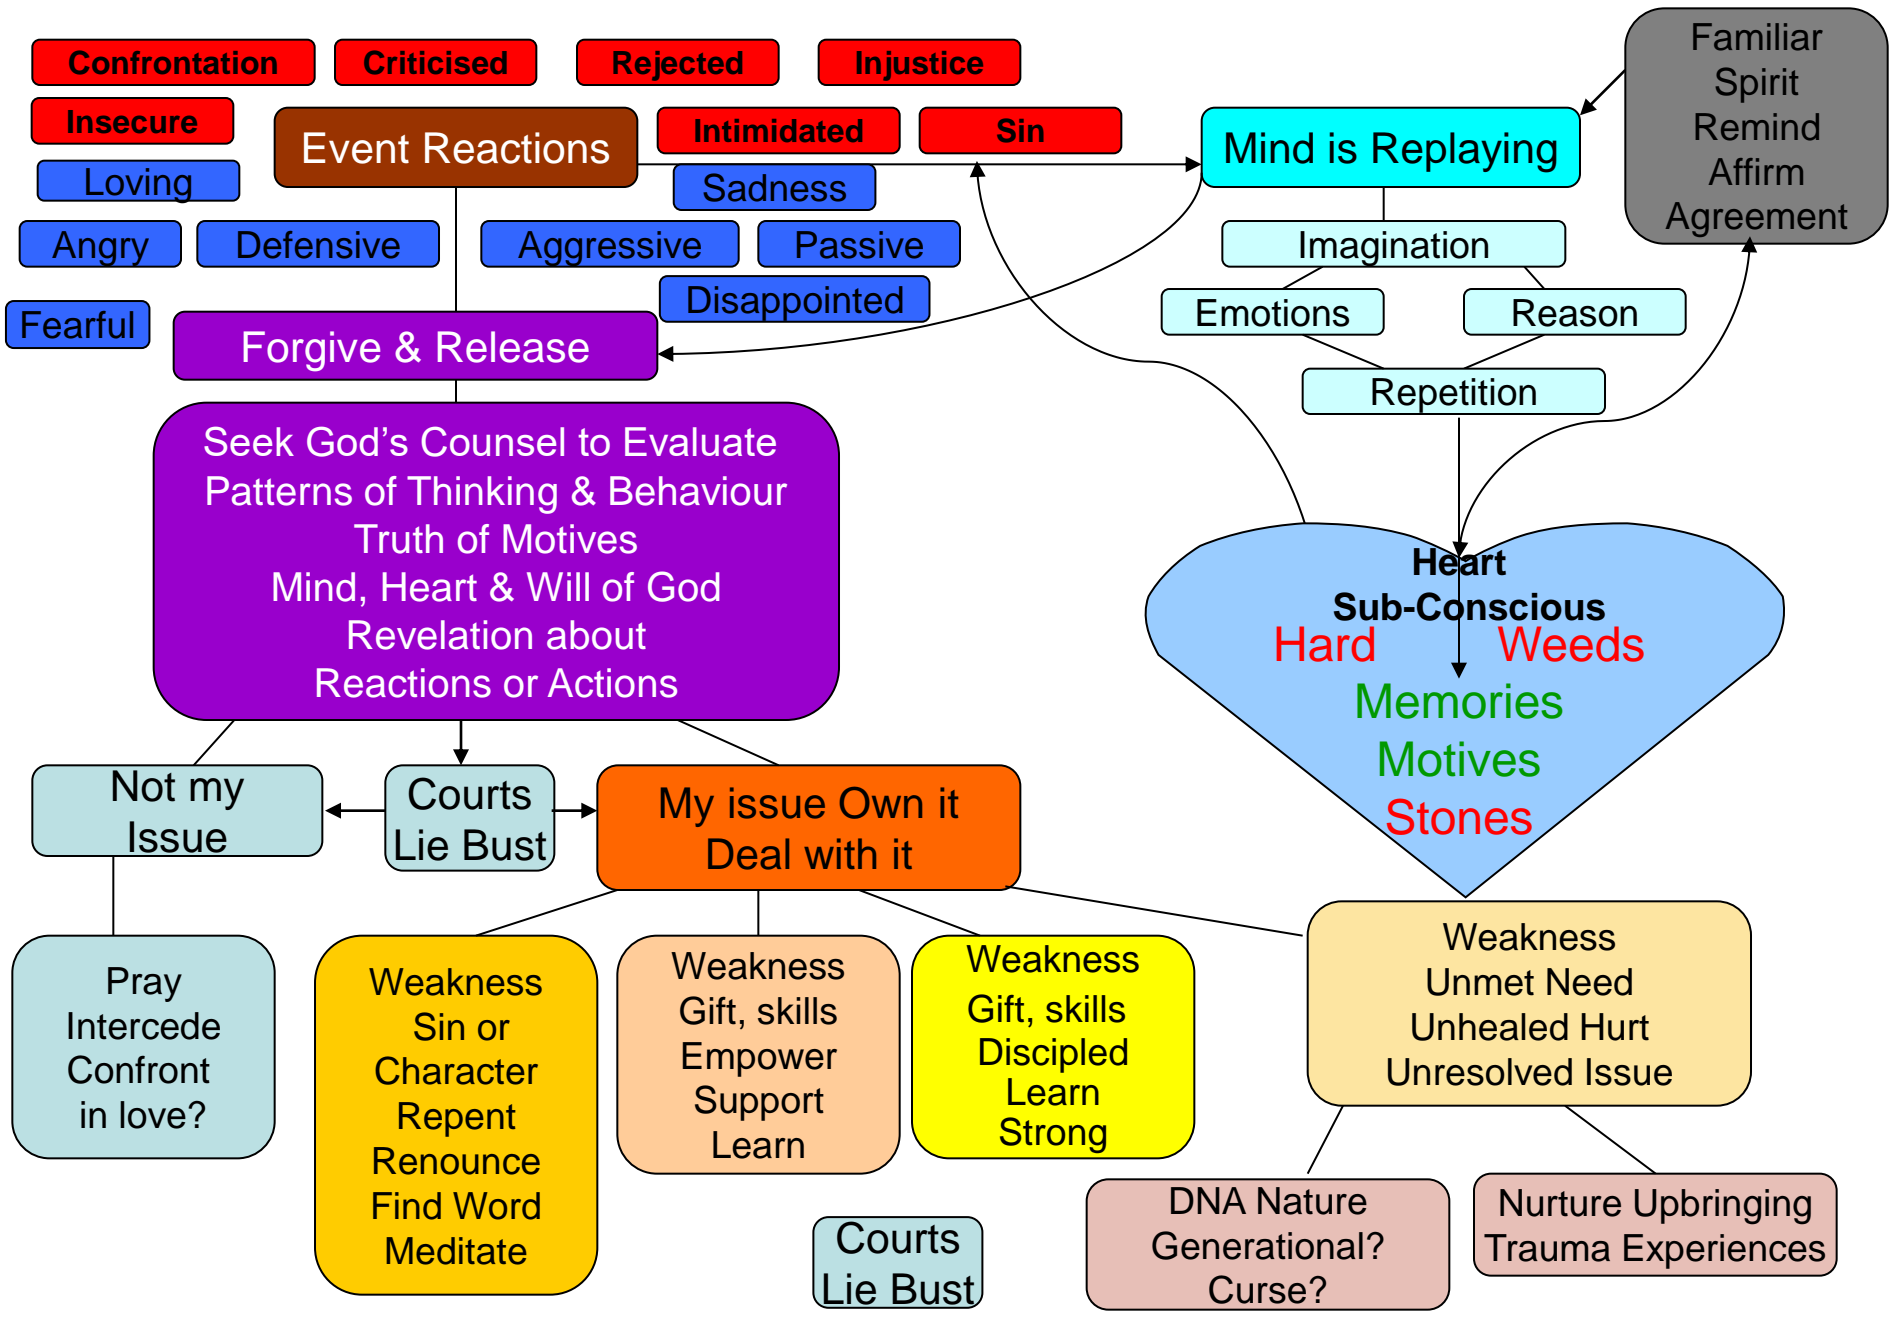 Confrontation
Criticised
Rejected
Injustice
Familiar
Spirit
Remind
Affirm
Agreement
Insecure
Event Reactions
Intimidated
Sin
Mind is Replaying
Loving
Sadness
Angry
Defensive
Aggressive
Passive
Imagination
Disappointed
Fearful
Emotions
Reason
Forgive & Release
Repetition
Seek God’s Counsel to Evaluate
Patterns of Thinking & Behaviour
Truth of Motives
Mind, Heart & Will of God
Revelation about
Reactions or Actions
Heart
Sub-Conscious
Hard
Weeds
Memories
Motives
Stones
Not my
Issue
Courts
Lie Bust
My issue Own it
Deal with it
Pray
Intercede
Confront
in love?
Weakness
Sin or
Character
Repent
Renounce
Find Word
Meditate
Weakness
Gift, skills
Empower
Support
Learn
Weakness
Gift, skills
Discipled
Learn
Strong
Weakness
Unmet Need
Unhealed Hurt
Unresolved Issue
Courts
Lie Bust
DNA Nature
Generational?
Curse?
Nurture Upbringing
Trauma Experiences